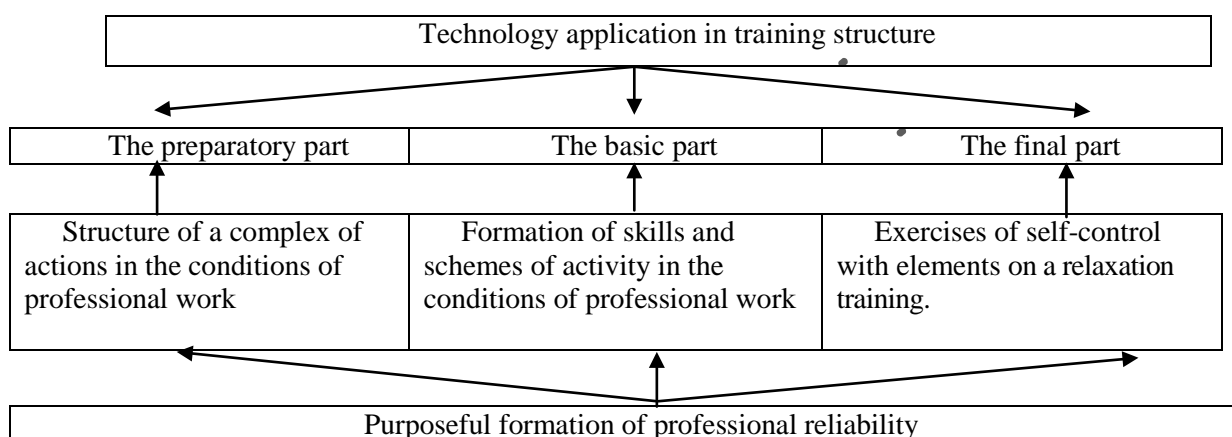 Technology application in training structure
The preparatory part
The basic part
The final part
Structure of a complex of
actions in the conditions of
professional work
Formation of skills and
schemes of activity in the
conditions of professional work
Exercises of self-control
with elements on a relaxation
training.
Purposeful formation of professional reliability